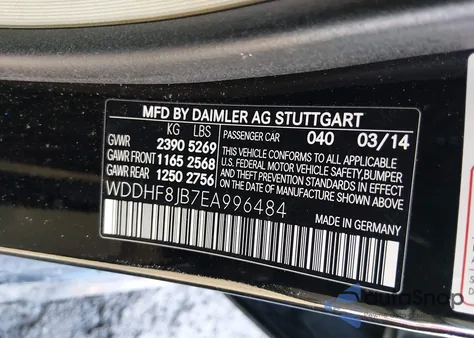 MFD BY DAIMLER AG STUTTGART
KG LBS
GVWR 2390 5269
GAWR FRONT 1165 2568
GAWR REAR 1250 2756
PASSENGER CAR 040 03/14
THIS VEHICLE CONFORMS TO ALL APPLICABLE
U.S. FEDERAL MOTOR VEHICLE SAFETY,BUMPER
AND THEFT PREVENTION STANDARDS IN EFFECT
ON THE DATE OF MANUFACTURE SHOWN ABOVE.
WDDHF8JB7EA996484
MADE IN GERMANY
AutoSnap